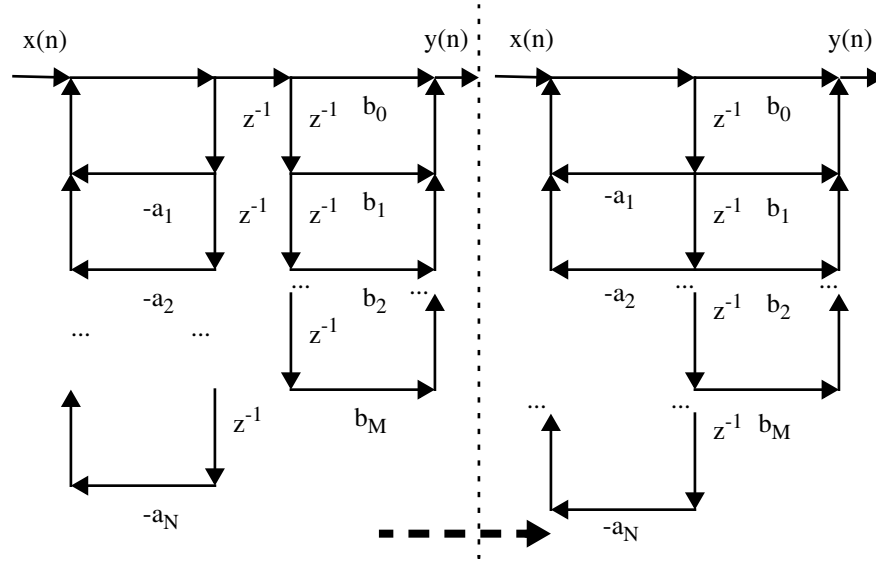 x(n) y(n)
z⁻¹ z⁻¹ b₀
-a₁ z⁻¹ z⁻¹ b₁
-a₂ ... b₂ ...
... ... z⁻¹
z⁻¹ b_M
-a_N
x(n) y(n)
z⁻¹ b₀
-a₁ z⁻¹ b₁
-a₂ ... z⁻¹ b₂ ...
... ... z⁻¹ b_M
-a_N